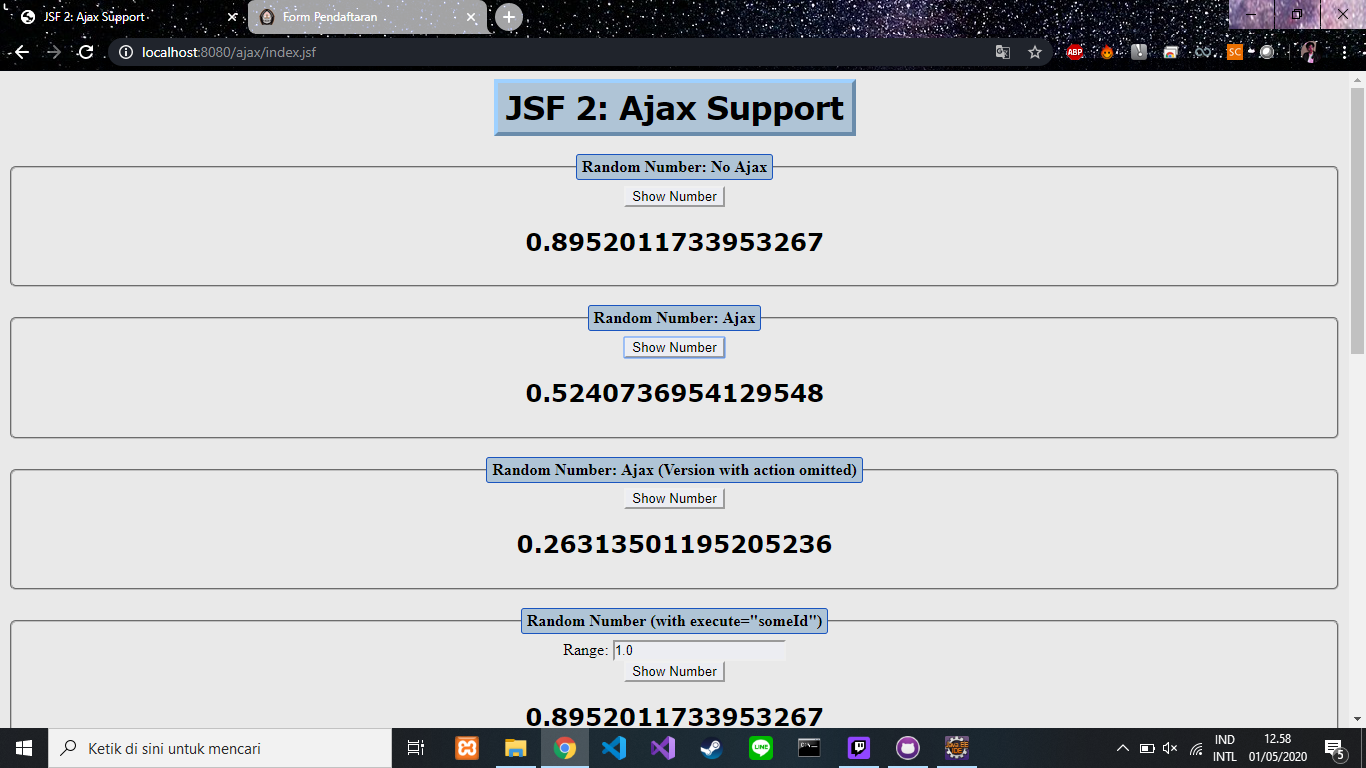 JSF 2: Ajax Support
Form Pendaftaran
localhost:8080/ajax/index.jsf
ABP
SC
JSF 2: Ajax Support
Random Number: No Ajax
Show Number
0.8952011733953267
Random Number: Ajax
Show Number
0.5240736954129548
Random Number: Ajax (Version with action omitted)
Show Number
0.26313501195205236
Random Number (with execute="someId")
Range: 1.0
Show Number
0.8952011733953267
Ketik di sini untuk mencari
LINE
IND
INTL
12.58
01/05/2020
5